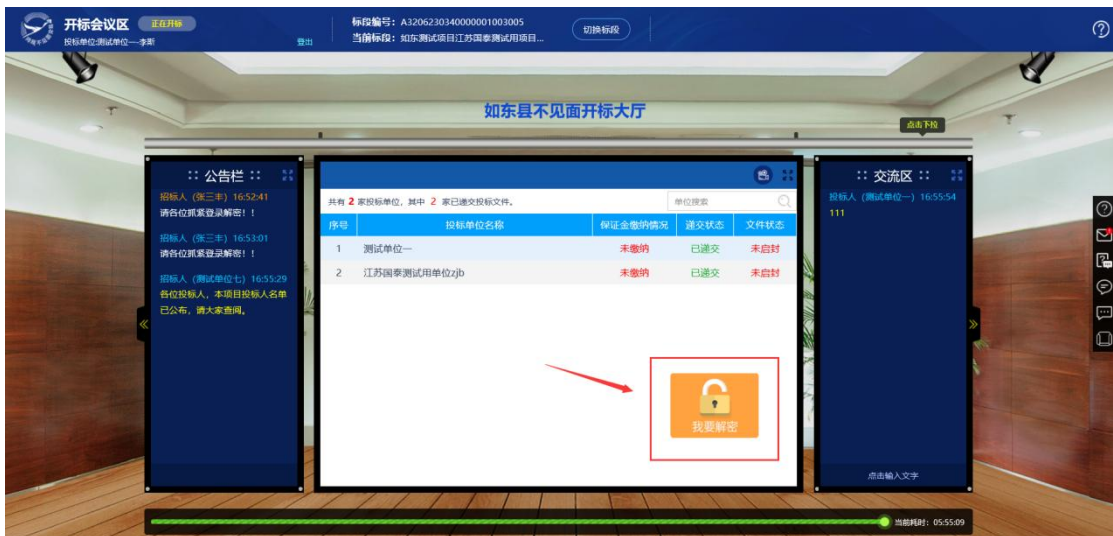 开标会议区 正在开标
投标单位:测试单位一--李昕 登出
标段编号: A3206230340000001003005
当前标段: 如东测试项目江苏国泰测试用项目...
切换标段
如东县不见面开标大厅
点击下拉
:: 公告栏 ::
招标人 (张三丰) 16:52:41
请各位抓紧登录解密! !
招标人 (张三丰) 16:53:01
请各位抓紧登录解密! !
招标人 (测试单位七) 16:55:29
各位投标人, 本项目投标人名单
已公布, 请大家查阅。
共有 2 家投标单位, 其中 2 家已递交投标文件。
单位搜索
序号 投标单位名称 保证金缴纳情况 递交状态 文件状态
1 测试单位一 未缴纳 已递交 未启封
2 江苏国泰测试用单位zjb 未缴纳 已递交 未启封
我要解密
:: 交流区 ::
投标人 (测试单位一) 16:55:54
111
点击输入文字
当前耗时: 05:55:09